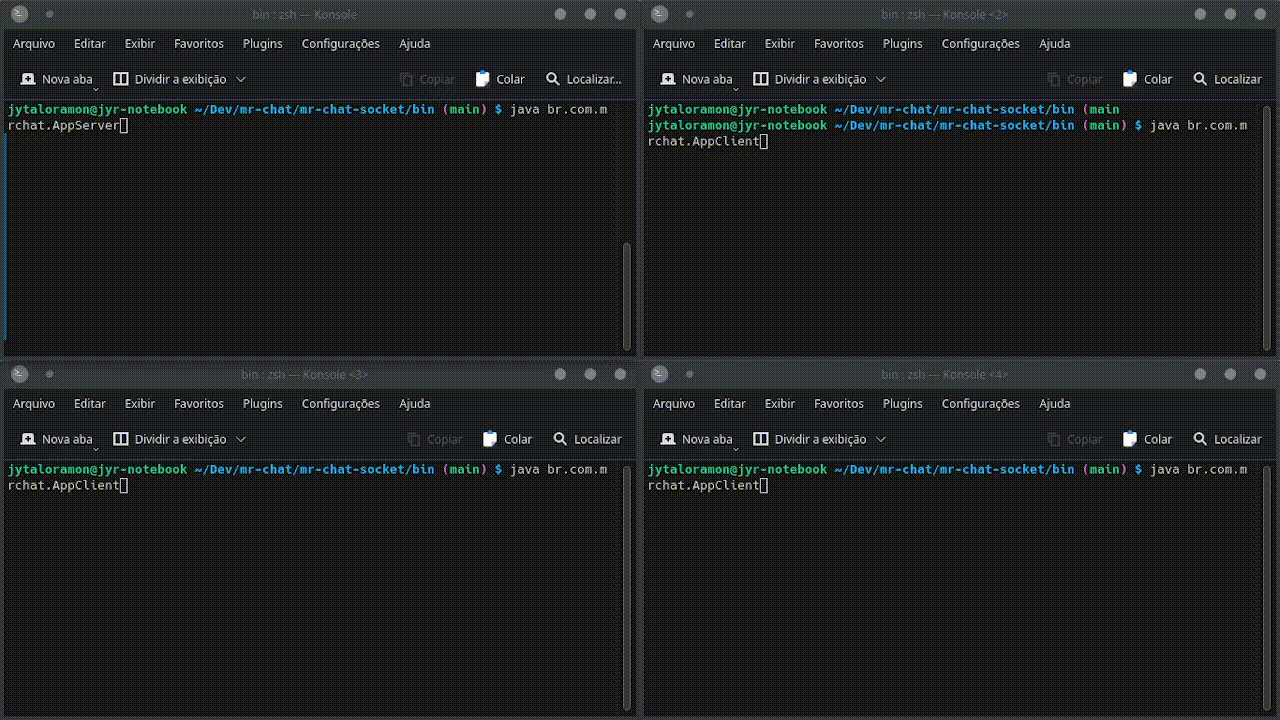 bin : zsh — Konsole
Arquivo Editar Exibir Favoritos Plugins Configurações Ajuda
Nova aba Dividir a exibição Copiar Colar Localizar...
jytaloramon@jyr-notebook ~/Dev/mr-chat/mr-chat-socket/bin (main) $ java br.com.m
rchat.AppServer
bin : zsh — Konsole <2>
Arquivo Editar Exibir Favoritos Plugins Configurações Ajuda
Nova aba Dividir a exibição Copiar Colar Localizar
jytaloramon@jyr-notebook ~/Dev/mr-chat/mr-chat-socket/bin (main
jytaloramon@jyr-notebook ~/Dev/mr-chat/mr-chat-socket/bin (main) $ java br.com.m
rchat.AppClient
bin : zsh — Konsole <3>
Arquivo Editar Exibir Favoritos Plugins Configurações Ajuda
Nova aba Dividir a exibição Copiar Colar Localizar
jytaloramon@jyr-notebook ~/Dev/mr-chat/mr-chat-socket/bin (main) $ java br.com.m
rchat.AppClient
bin : zsh — Konsole <4>
Arquivo Editar Exibir Favoritos Plugins Configurações Ajuda
Nova aba Dividir a exibição Copiar Colar Localizar
jytaloramon@jyr-notebook ~/Dev/mr-chat/mr-chat-socket/bin (main) $ java br.com.m
rchat.AppClient